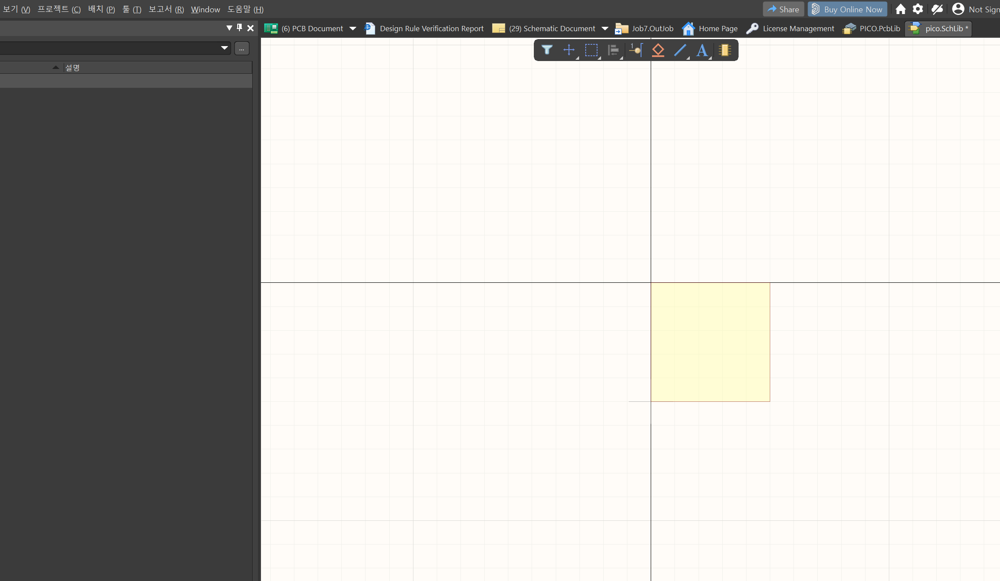 보기 (V) 프로젝트 (C) 배치 (P) 툴 (T) 보고서 (R) Window 도움말 (H) Share Buy Online Now Not Sign
(6) PCB Document Design Rule Verification Report (29) Schematic Document Job7.OutJob Home Page License Management PICO.PcbLib pico.SchLib *
...
1 A
설명